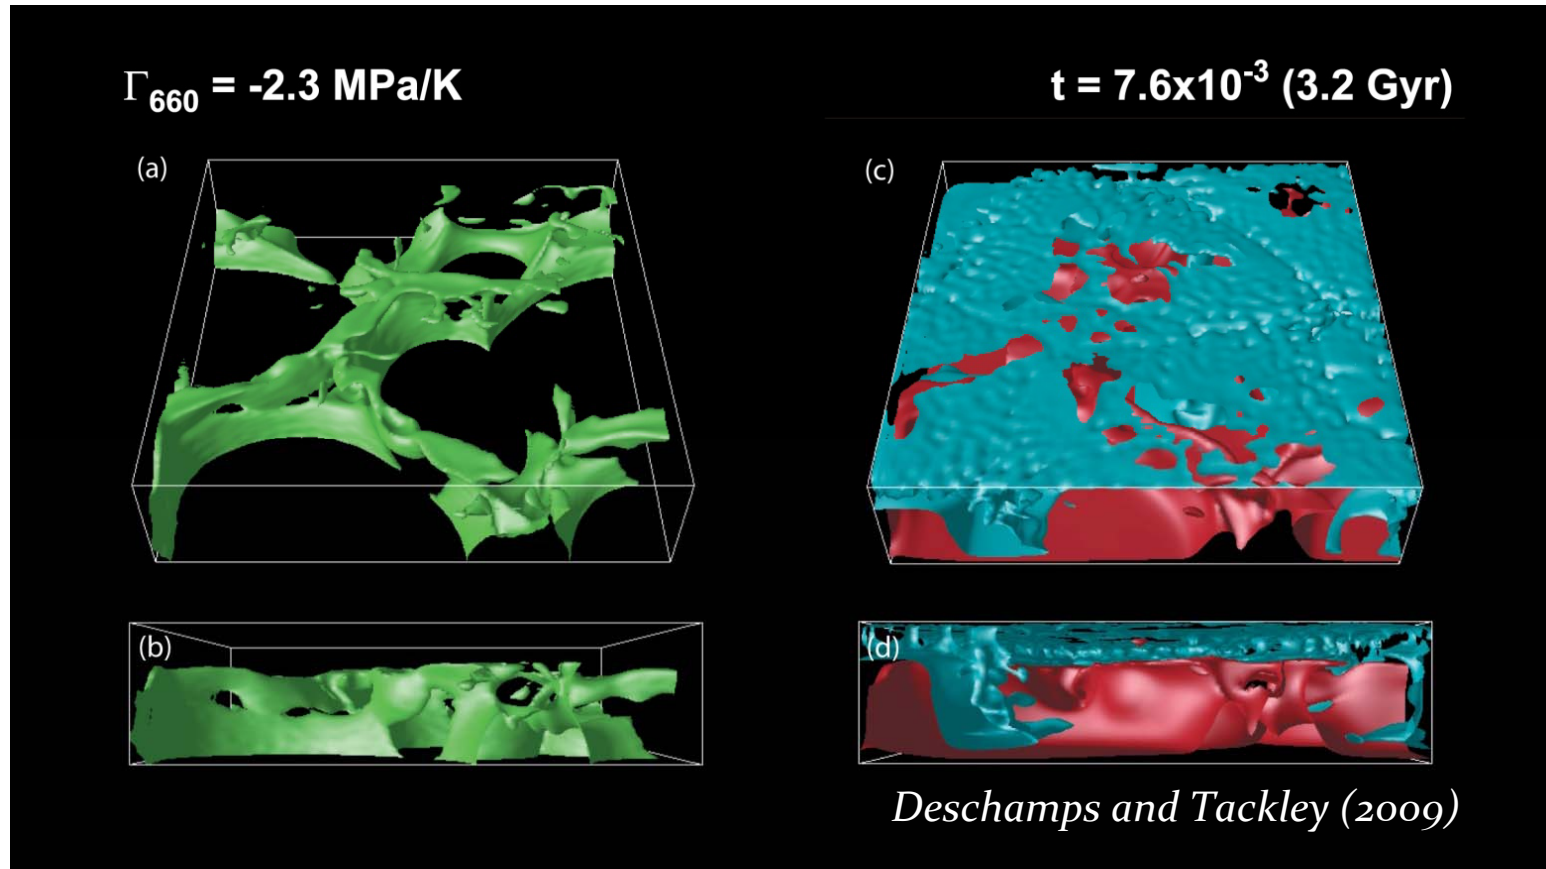 Γ660 = -2.3 MPa/K
t = 7.6x10-3 (3.2 Gyr)
(a)
(c)
(b)
(d)
Deschamps and Tackley (2009)